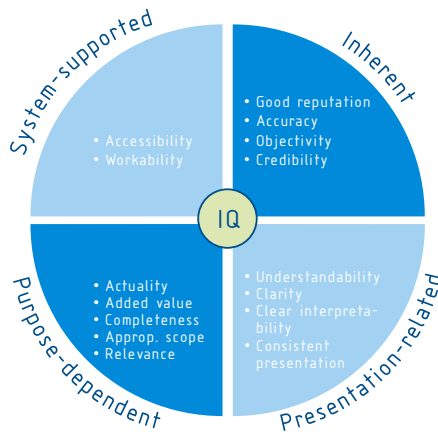 System-supported
• Accessibility
• Workability
Inherent
• Good reputation
• Accuracy
• Objectivity
• Credibility
IQ
Purpose-dependent
• Actuality
• Added value
• Completeness
• Approp. scope
• Relevance
Presentation-related
• Understandability
• Clarity
• Clear interpreta-
bility
• Consistent
presentation